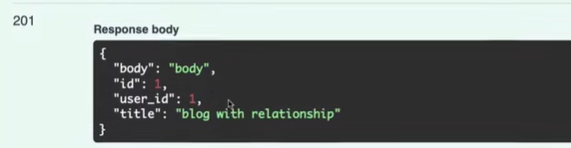 201
Response body
{
"body": "body",
"id": 1,
"user_id": 1,
"title": "blog with relationship"
}